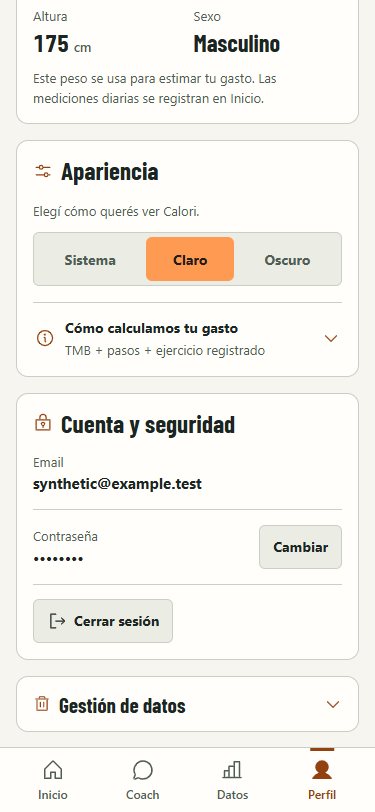 Altura
Sexo
175 cm
Masculino
Este peso se usa para estimar tu gasto. Las
mediciones diarias se registran en Inicio.
Apariencia
Elegí cómo querés ver Calori.
Sistema
Claro
Oscuro
Cómo calculamos tu gasto
TMB + pasos + ejercicio registrado
Cuenta y seguridad
Email
synthetic@example.test
Contraseña
••••••••
Cambiar
Cerrar sesión
Gestión de datos
Inicio
Coach
Datos
Perfil